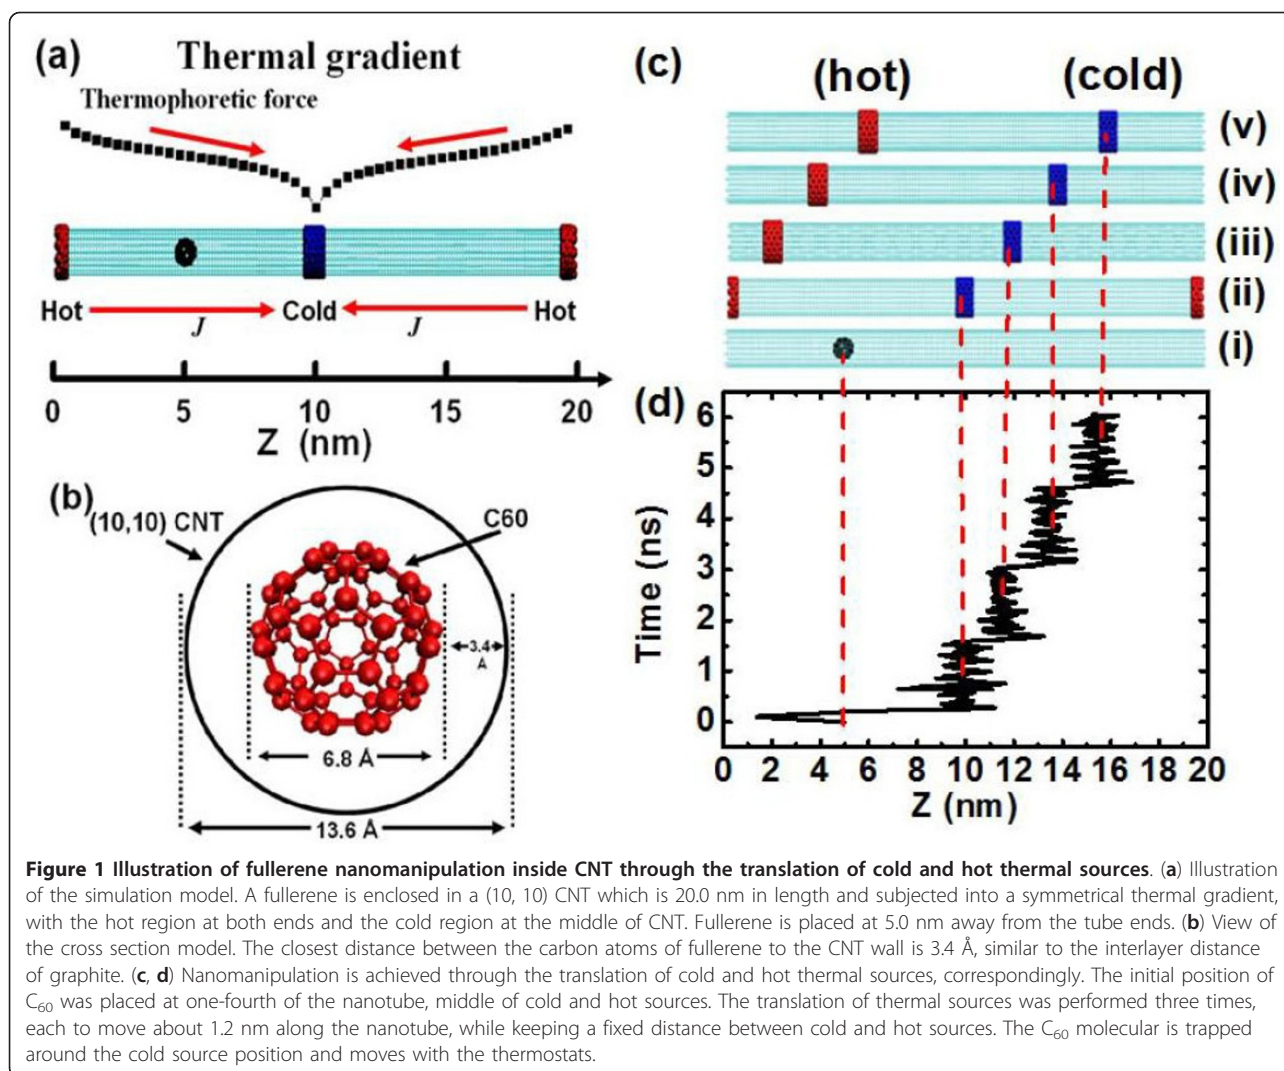 (a)
Thermal gradient
Thermophoretic force
Hot
J
Cold
J
Hot
0
5
10
15
20
Z (nm)
(b)
(10,10) CNT
C60
3.4
Å
6.8 Å
13.6 Å
(c)
(hot)
(cold)
(v)
(iv)
(iii)
(ii)
(i)
(d)
Time (ns)
6
5
4
3
2
1
0
0 2 4 6 8 10 12 14 16 18 20
Z (nm)
Figure 1 Illustration of fullerene nanomanipulation inside CNT through the translation of cold and hot thermal sources. (a) Illustration
of the simulation model. A fullerene is enclosed in a (10, 10) CNT which is 20.0 nm in length and subjected into a symmetrical thermal gradient,
with the hot region at both ends and the cold region at the middle of CNT. Fullerene is placed at 5.0 nm away from the tube ends. (b) View of
the cross section model. The closest distance between the carbon atoms of fullerene to the CNT wall is 3.4 Å, similar to the interlayer distance
of graphite. (c, d) Nanomanipulation is achieved through the translation of cold and hot thermal sources, correspondingly. The initial position of
C60 was placed at one-fourth of the nanotube, middle of cold and hot sources. The translation of thermal sources was performed three times,
each to move about 1.2 nm along the nanotube, while keeping a fixed distance between cold and hot sources. The C60 molecular is trapped
around the cold source position and moves with the thermostats.